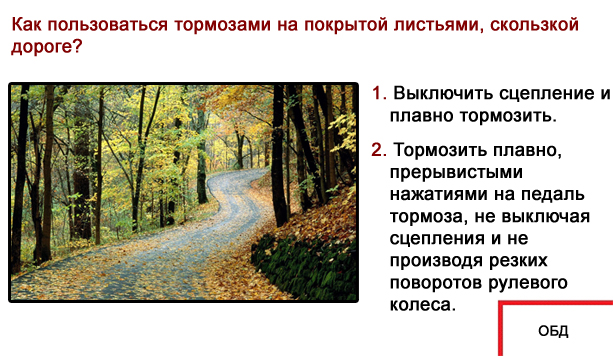 Как пользоваться тормозами на покрытой листьями, скользкой
дороге?
1. Выключить сцепление и
плавно тормозить.
2. Тормозить плавно,
прерывистыми
нажатиями на педаль
тормоза, не выключая
сцепления и не
производя резких
поворотов рулевого
колеса.
ОБД